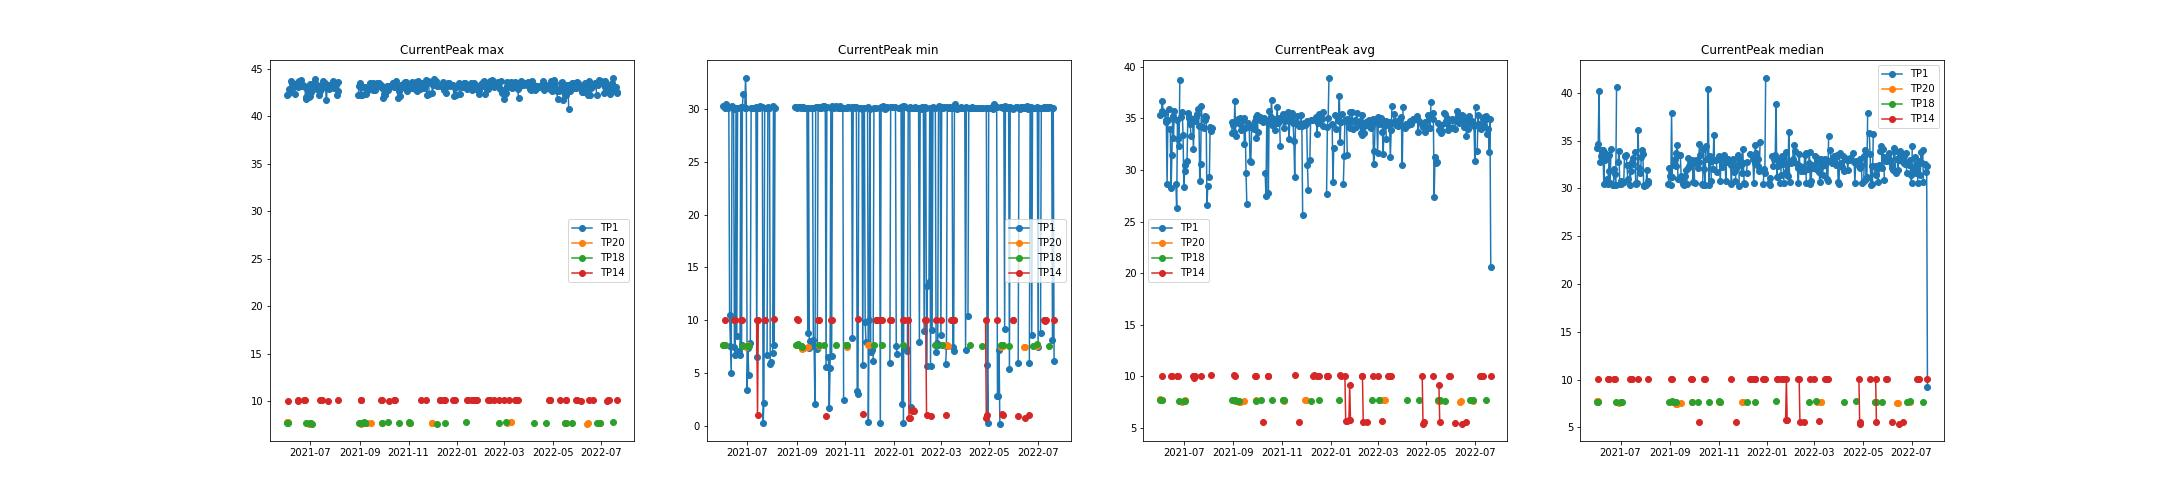 CurrentPeak max
45
40
35
30
25
20
15
10
2021-07 2021-09 2021-11 2022-01 2022-03 2022-05 2022-07
TP1
TP20
TP18
TP14
CurrentPeak min
30
25
20
15
10
5
0
2021-07 2021-09 2021-11 2022-01 2022-03 2022-05 2022-07
TP1
TP20
TP18
TP14
CurrentPeak avg
40
35
30
25
20
15
10
5
2021-07 2021-09 2021-11 2022-01 2022-03 2022-05 2022-07
TP1
TP20
TP18
TP14
CurrentPeak median
40
35
30
25
20
15
10
5
2021-07 2021-09 2021-11 2022-01 2022-03 2022-05 2022-07
TP1
TP20
TP18
TP14